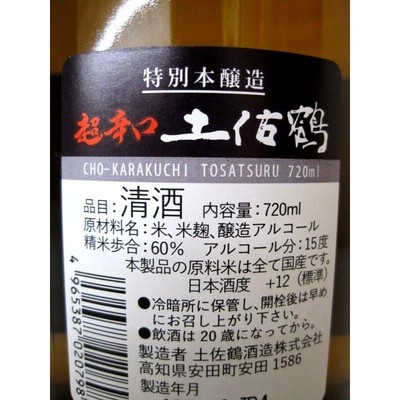 特別本醸造
超辛口 土佐鶴
CHO-KARAKUCHI TOSATSURU 720ml
品目:清酒 内容量:720ml
原材料名:米、米麹、醸造アルコール
精米歩合:60% アルコール分:15度
本製品の原料米は全て国産です。
日本酒度 +12(標準)
●冷暗所に保管し、開栓後は早め
にお召し上がり下さい。
●飲酒は20歳になってから。
製造者 土佐鶴酒造株式会社
高知県安田町安田 1586
製造年月
4965387020798